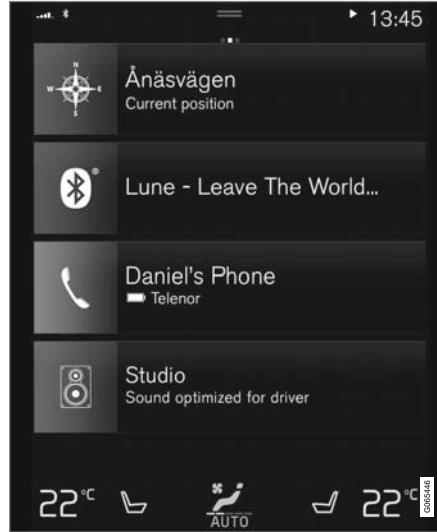 13:45
N
W E
S
Ånäsvägen
Current position
Lune - Leave The World...
Daniel's Phone
Telenor
Studio
Sound optimized for driver
22°C
AUTO
22°C
G065446